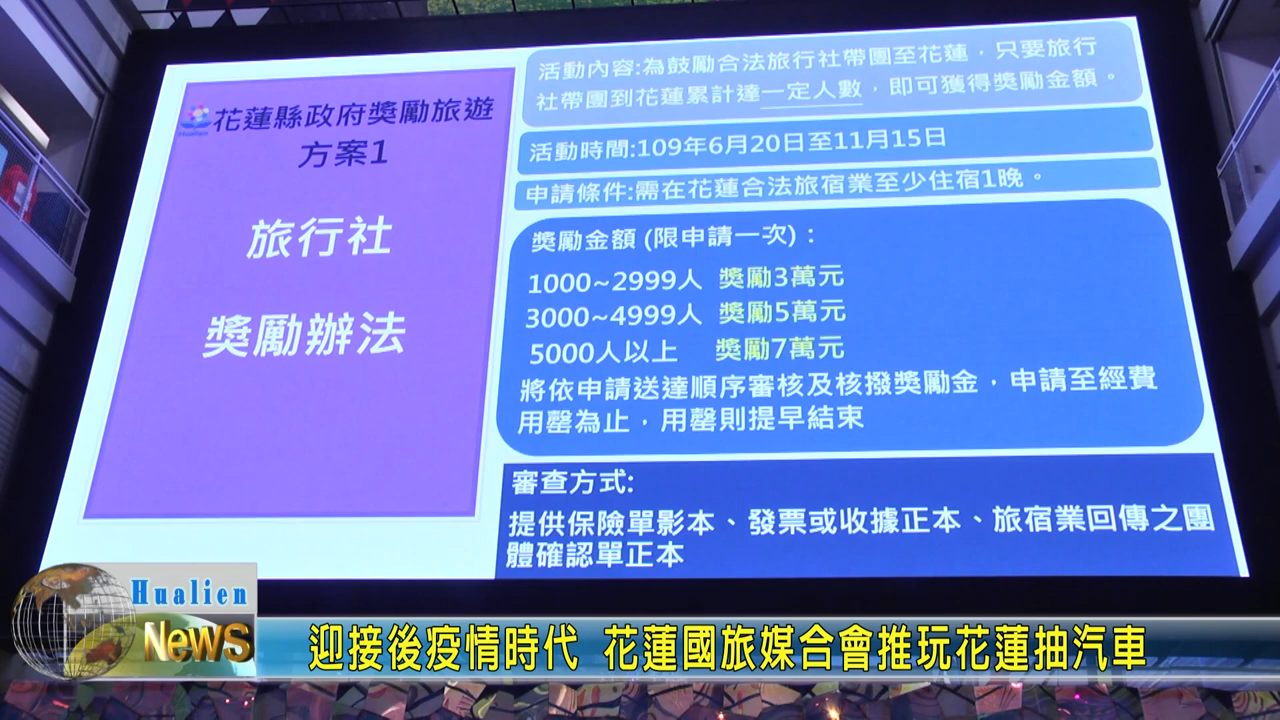 Hualien
花蓮縣政府獎勵旅遊
方案1
旅行社
獎勵辦法
活動內容:為鼓勵合法旅行社帶團至花蓮，只要旅行
社帶團到花蓮累計達一定人數，即可獲得獎勵金額。
活動時間:109年6月20日至11月15日
申請條件:需在花蓮合法旅宿業至少住宿1晚。
獎勵金額 (限申請一次)：
1000~2999人 獎勵3萬元
3000~4999人 獎勵5萬元
5000人以上 獎勵7萬元
將依申請送達順序審核及核撥獎勵金，申請至經費
用罄為止，用罄則提早結束
審查方式:
提供保險單影本、發票或收據正本、旅宿業回傳之團
體確認單正本
Hualien
NewS
迎接後疫情時代 花蓮國旅媒合會推玩花蓮抽汽車